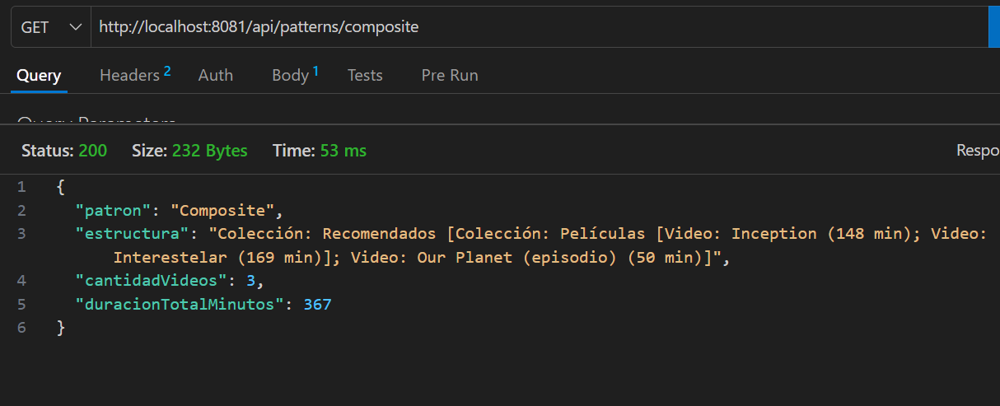 GET http://localhost:8081/api/patterns/composite
Query Headers 2 Auth Body 1 Tests Pre Run
Query Parameters
Status: 200 Size: 232 Bytes Time: 53 ms Respo
1 {
2 "patron": "Composite",
3 "estructura": "Colección: Recomendados [Colección: Películas [Video: Inception (148 min); Video:
Interestelar (169 min)]; Video: Our Planet (episodio) (50 min)]",
4 "cantidadVideos": 3,
5 "duracionTotalMinutos": 367
6 }